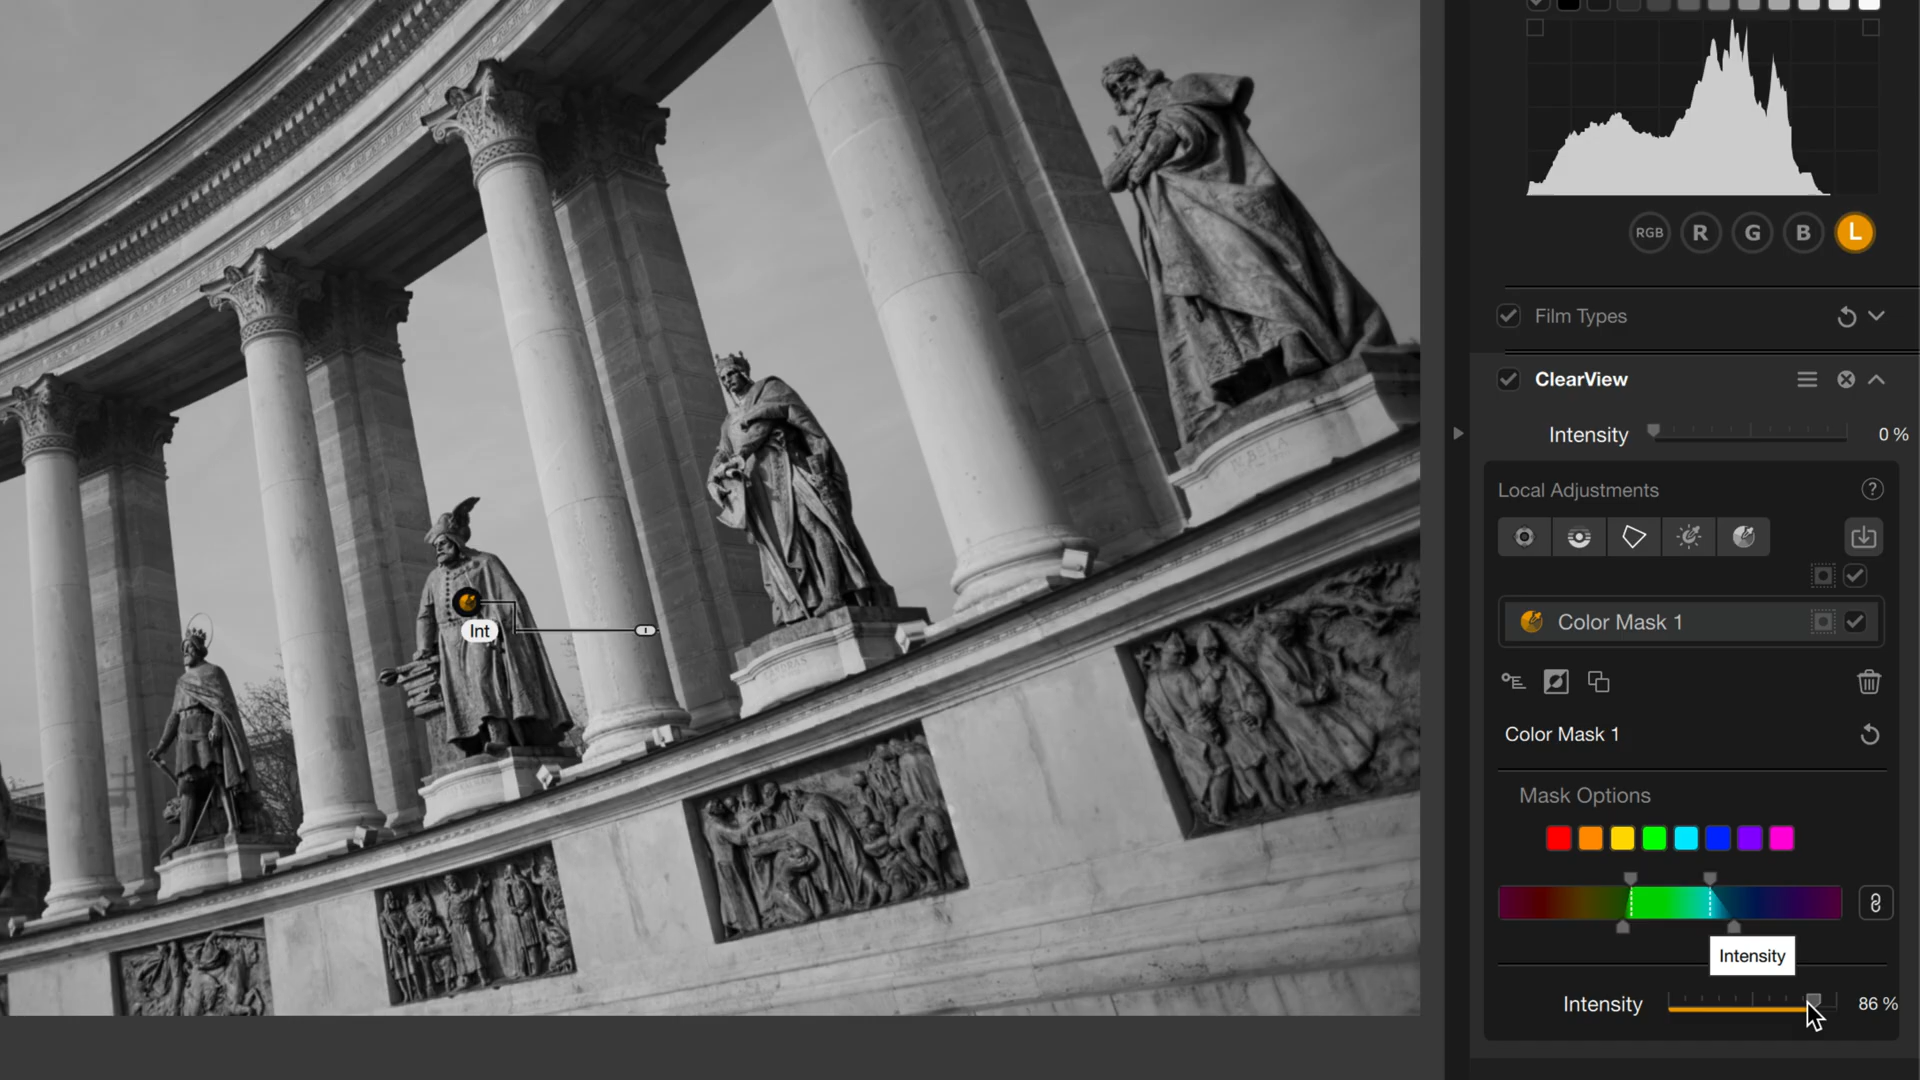 RGB R G B L
Film Types
ClearView
Intensity 0 %
Local Adjustments ?
Color Mask 1
Int
Color Mask 1
Mask Options
Intensity
Intensity 86 %